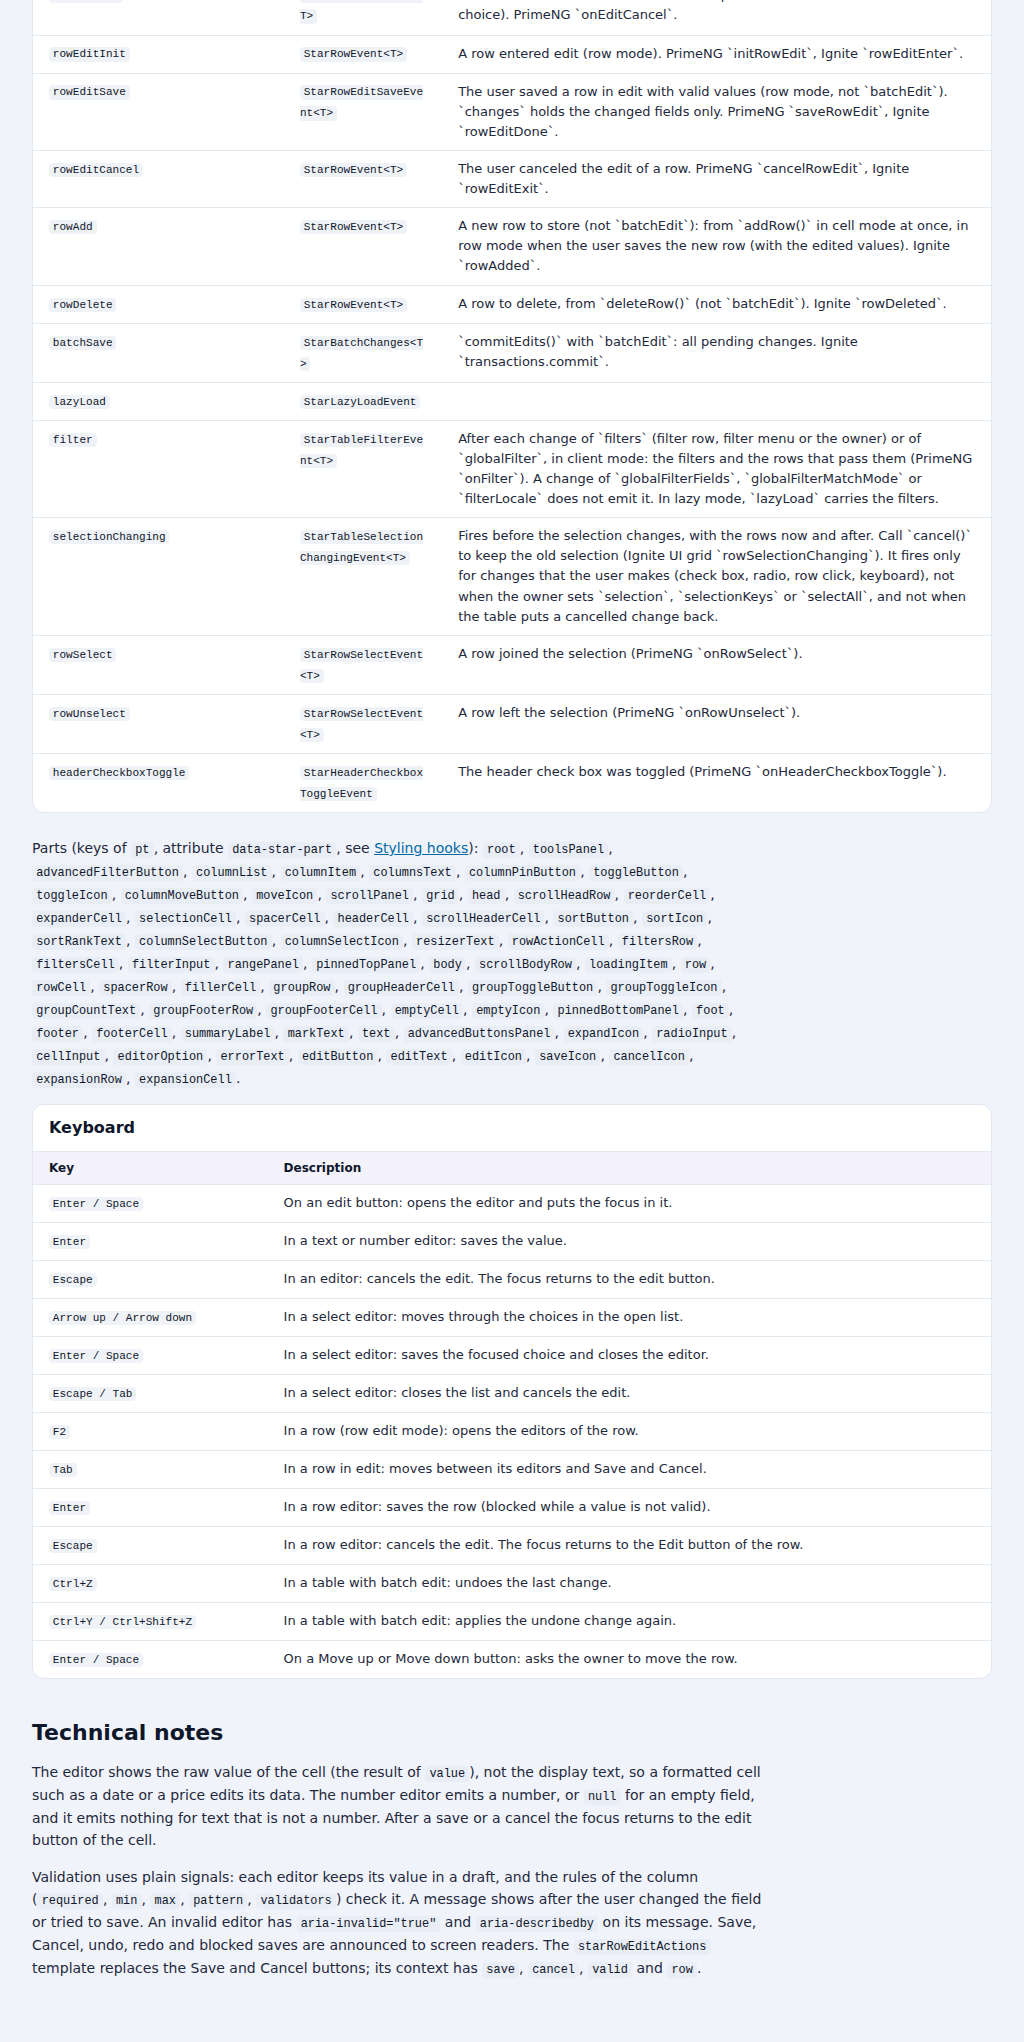 T> choice). PrimeNG `onEditCancel`.
rowEditInit StarRowEvent<T> A row entered edit (row mode). PrimeNG `initRowEdit`, Ignite `rowEditEnter`.
rowEditSave StarRowEditSaveEve The user saved a row in edit with valid values (row mode, not `batchEdit`).
nt<T> `changes` holds the changed fields only. PrimeNG `saveRowEdit`, Ignite
`rowEditDone`.
rowEditCancel StarRowEvent<T> The user canceled the edit of a row. PrimeNG `cancelRowEdit`, Ignite
`rowEditExit`.
rowAdd StarRowEvent<T> A new row to store (not `batchEdit`): from `addRow()` in cell mode at once, in
row mode when the user saves the new row (with the edited values). Ignite
`rowAdded`.
rowDelete StarRowEvent<T> A row to delete, from `deleteRow()` (not `batchEdit`). Ignite `rowDeleted`.
batchSave StarBatchChanges<T `commitEdits()` with `batchEdit`: all pending changes. Ignite
> `transactions.commit`.
lazyLoad StarLazyLoadEvent
filter StarTableFilterEve After each change of `filters` (filter row, filter menu or the owner) or of
nt<T> `globalFilter`, in client mode: the filters and the rows that pass them (PrimeNG
`onFilter`). A change of `globalFilterFields`, `globalFilterMatchMode` or
`filterLocale` does not emit it. In lazy mode, `lazyLoad` carries the filters.
selectionChanging StarTableSelection Fires before the selection changes, with the rows now and after. Call `cancel()`
ChangingEvent<T> to keep the old selection (Ignite UI grid `rowSelectionChanging`). It fires only
for changes that the user makes (check box, radio, row click, keyboard), not
when the owner sets `selection`, `selectionKeys` or `selectAll`, and not when
the table puts a cancelled change back.
rowSelect StarRowSelectEvent A row joined the selection (PrimeNG `onRowSelect`).
<T>
rowUnselect StarRowSelectEvent A row left the selection (PrimeNG `onRowUnselect`).
<T>
headerCheckboxToggle StarHeaderCheckbox The header check box was toggled (PrimeNG `onHeaderCheckboxToggle`).
ToggleEvent
Parts (keys of pt, attribute data-star-part, see Styling hooks): root, toolsPanel,
advancedFilterButton, columnList, columnItem, columnsText, columnPinButton, toggleButton,
toggleIcon, columnMoveButton, moveIcon, scrollPanel, grid, head, scrollHeadRow, reorderCell,
expanderCell, selectionCell, spacerCell, headerCell, scrollHeaderCell, sortButton, sortIcon,
sortRankText, columnSelectButton, columnSelectIcon, resizerText, rowActionCell, filtersRow,
filtersCell, filterInput, rangePanel, pinnedTopPanel, body, scrollBodyRow, loadingItem, row,
rowCell, spacerRow, fillerCell, groupRow, groupHeaderCell, groupToggleButton, groupToggleIcon,
groupCountText, groupFooterRow, groupFooterCell, emptyCell, emptyIcon, pinnedBottomPanel, foot,
footer, footerCell, summaryLabel, markText, text, advancedButtonsPanel, expandIcon, radioInput,
cellInput, editorOption, errorText, editButton, editText, editIcon, saveIcon, cancelIcon,
expansionRow, expansionCell.
Keyboard
Key Description
Enter / Space On an edit button: opens the editor and puts the focus in it.
Enter In a text or number editor: saves the value.
Escape In an editor: cancels the edit. The focus returns to the edit button.
Arrow up / Arrow down In a select editor: moves through the choices in the open list.
Enter / Space In a select editor: saves the focused choice and closes the editor.
Escape / Tab In a select editor: closes the list and cancels the edit.
F2 In a row (row edit mode): opens the editors of the row.
Tab In a row in edit: moves between its editors and Save and Cancel.
Enter In a row editor: saves the row (blocked while a value is not valid).
Escape In a row editor: cancels the edit. The focus returns to the Edit button of the row.
Ctrl+Z In a table with batch edit: undoes the last change.
Ctrl+Y / Ctrl+Shift+Z In a table with batch edit: applies the undone change again.
Enter / Space On a Move up or Move down button: asks the owner to move the row.
Technical notes
The editor shows the raw value of the cell (the result of value), not the display text, so a formatted cell
such as a date or a price edits its data. The number editor emits a number, or null for an empty field,
and it emits nothing for text that is not a number. After a save or a cancel the focus returns to the edit
button of the cell.
Validation uses plain signals: each editor keeps its value in a draft, and the rules of the column
(required, min, max, pattern, validators) check it. A message shows after the user changed the field
or tried to save. An invalid editor has aria-invalid="true" and aria-describedby on its message. Save,
Cancel, undo, redo and blocked saves are announced to screen readers. The starRowEditActions
template replaces the Save and Cancel buttons; its context has save, cancel, valid and row.